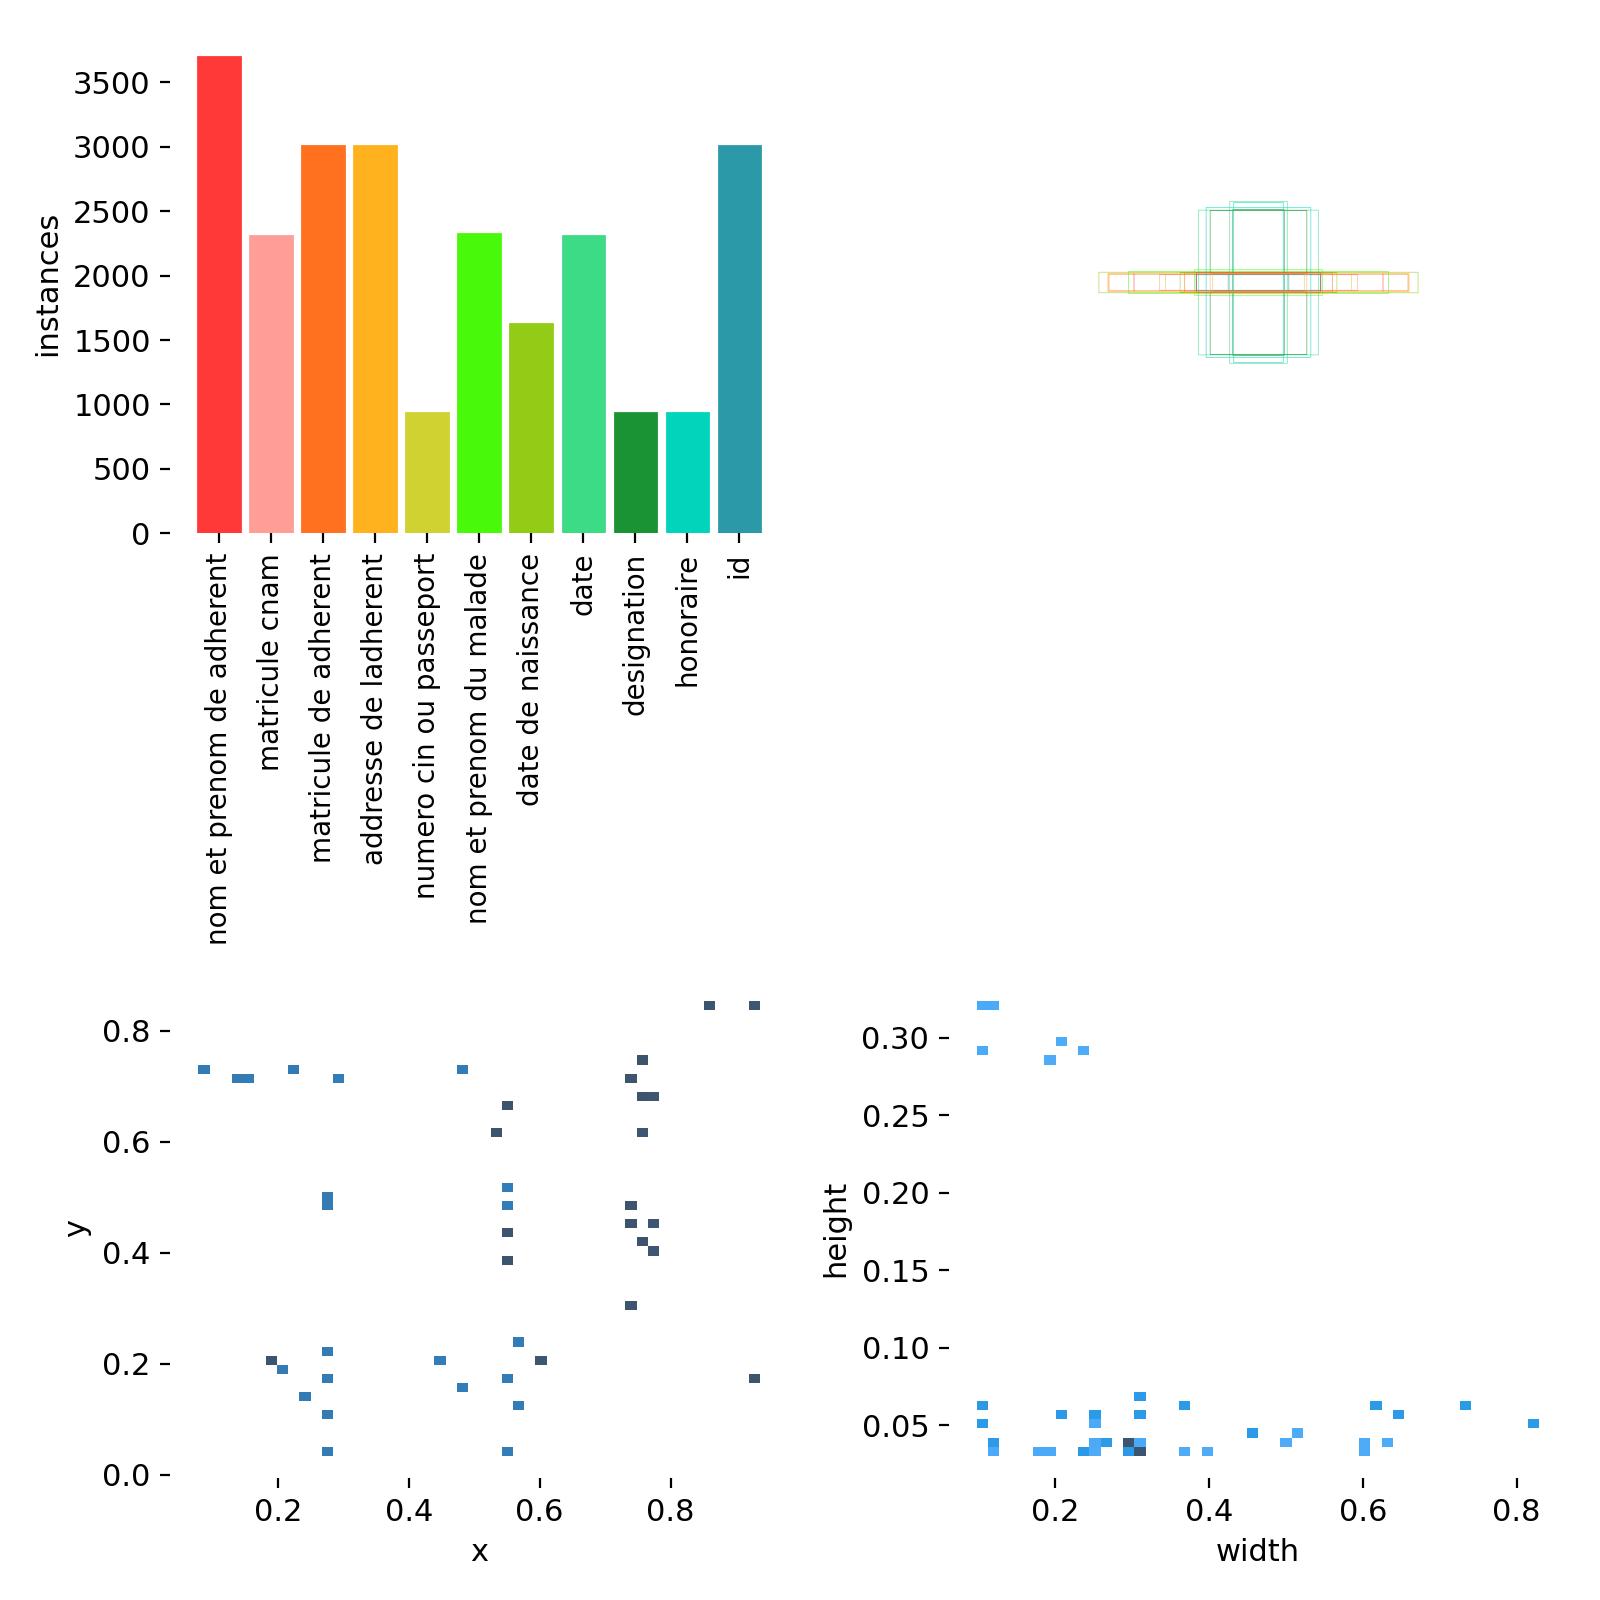 instances
3500
3000
2500
2000
1500
1000
500
0
nom et prenom de adherent
matricule cnam
matricule de adherent
addresse de ladherent
numero cin ou passeport
nom et prenom du malade
date de naissance
date
designation
honoraire
id
y
0.8
0.6
0.4
0.2
0.0
0.2 0.4 0.6 0.8
x
height
0.30
0.25
0.20
0.15
0.10
0.05
0.2 0.4 0.6 0.8
width